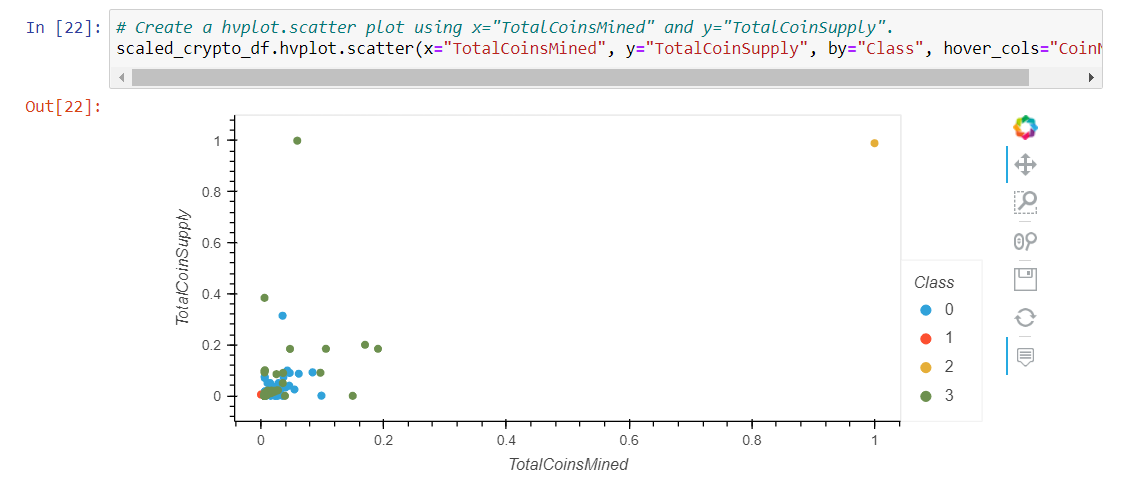 In [22]:
# Create a hvplot.scatter plot using x="TotalCoinsMined" and y="TotalCoinSupply".
scaled_crypto_df.hvplot.scatter(x="TotalCoinsMined", y="TotalCoinSupply", by="Class", hover_cols="Coin
Out[22]:
1
0.8
0.6
0.4
0.2
0
TotalCoinSupply
0 0.2 0.4 0.6 0.8 1
TotalCoinsMined
Class
0
1
2
3